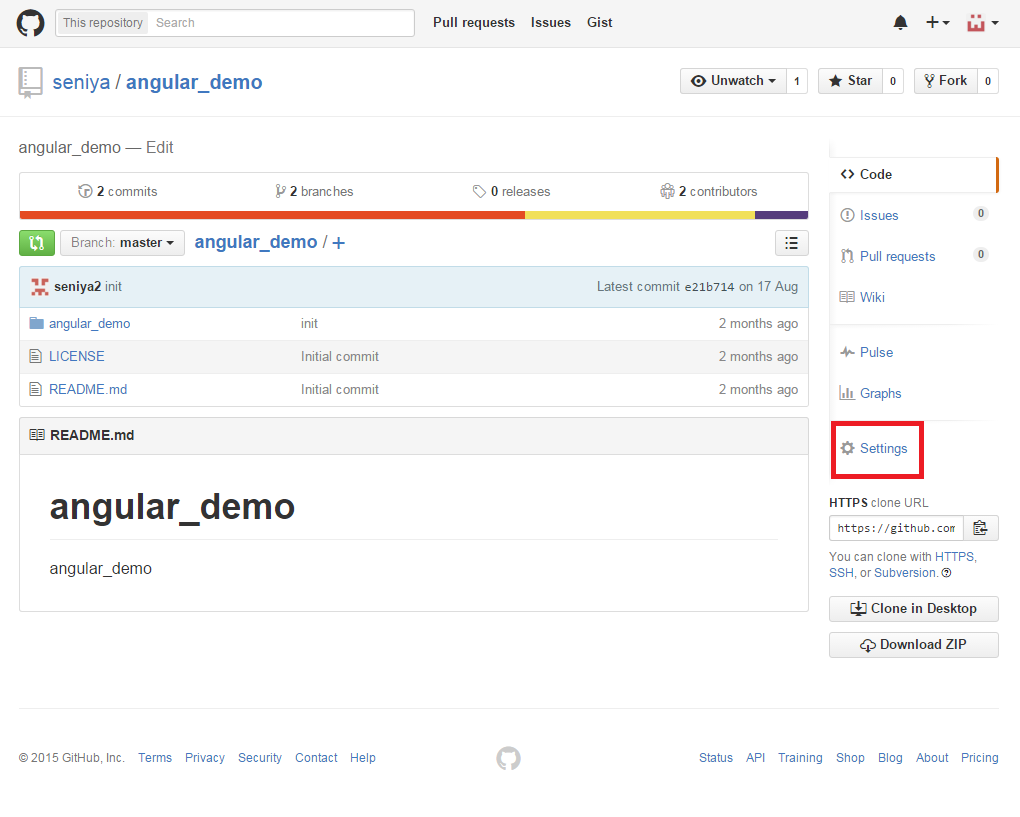 This repository Search Pull requests Issues Gist
seniya / angular_demo Unwatch 1 Star 0 Fork 0
angular_demo — Edit
2 commits 2 branches 0 releases 2 contributors
Branch: master angular_demo / +
seniya2 init Latest commit e21b714 on 17 Aug
angular_demo init 2 months ago
LICENSE Initial commit 2 months ago
README.md Initial commit 2 months ago
README.md
angular_demo
angular_demo
Code
Issues 0
Pull requests 0
Wiki
Pulse
Graphs
Settings
HTTPS clone URL
https://github.com
You can clone with HTTPS,
SSH, or Subversion.
Clone in Desktop
Download ZIP
© 2015 GitHub, Inc. Terms Privacy Security Contact Help Status API Training Shop Blog About Pricing